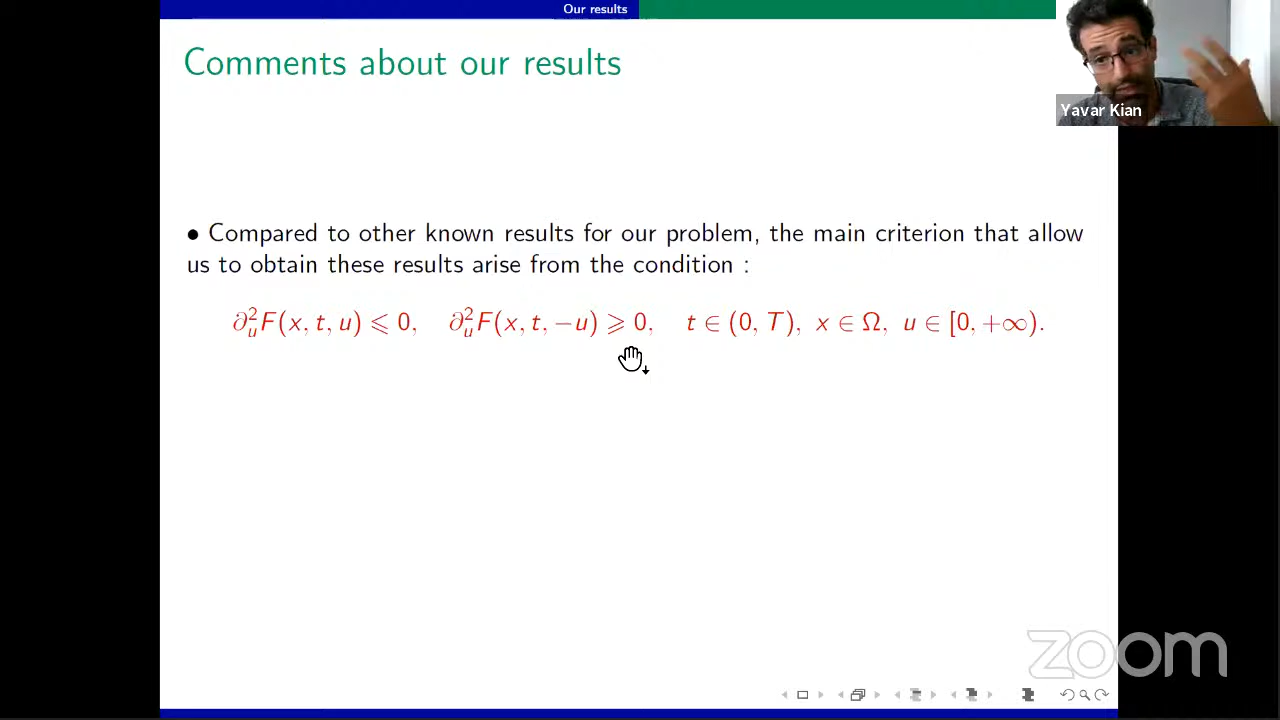 Our results
Comments about our results
Yavar Kian
• Compared to other known results for our problem, the main criterion that allow
us to obtain these results arise from the condition :
∂²ᵤF(x, t, u) ⩽ 0, ∂²ᵤF(x, t, −u) ⩾ 0, t ∈ (0, T), x ∈ Ω, u ∈ [0, +∞).
zoom